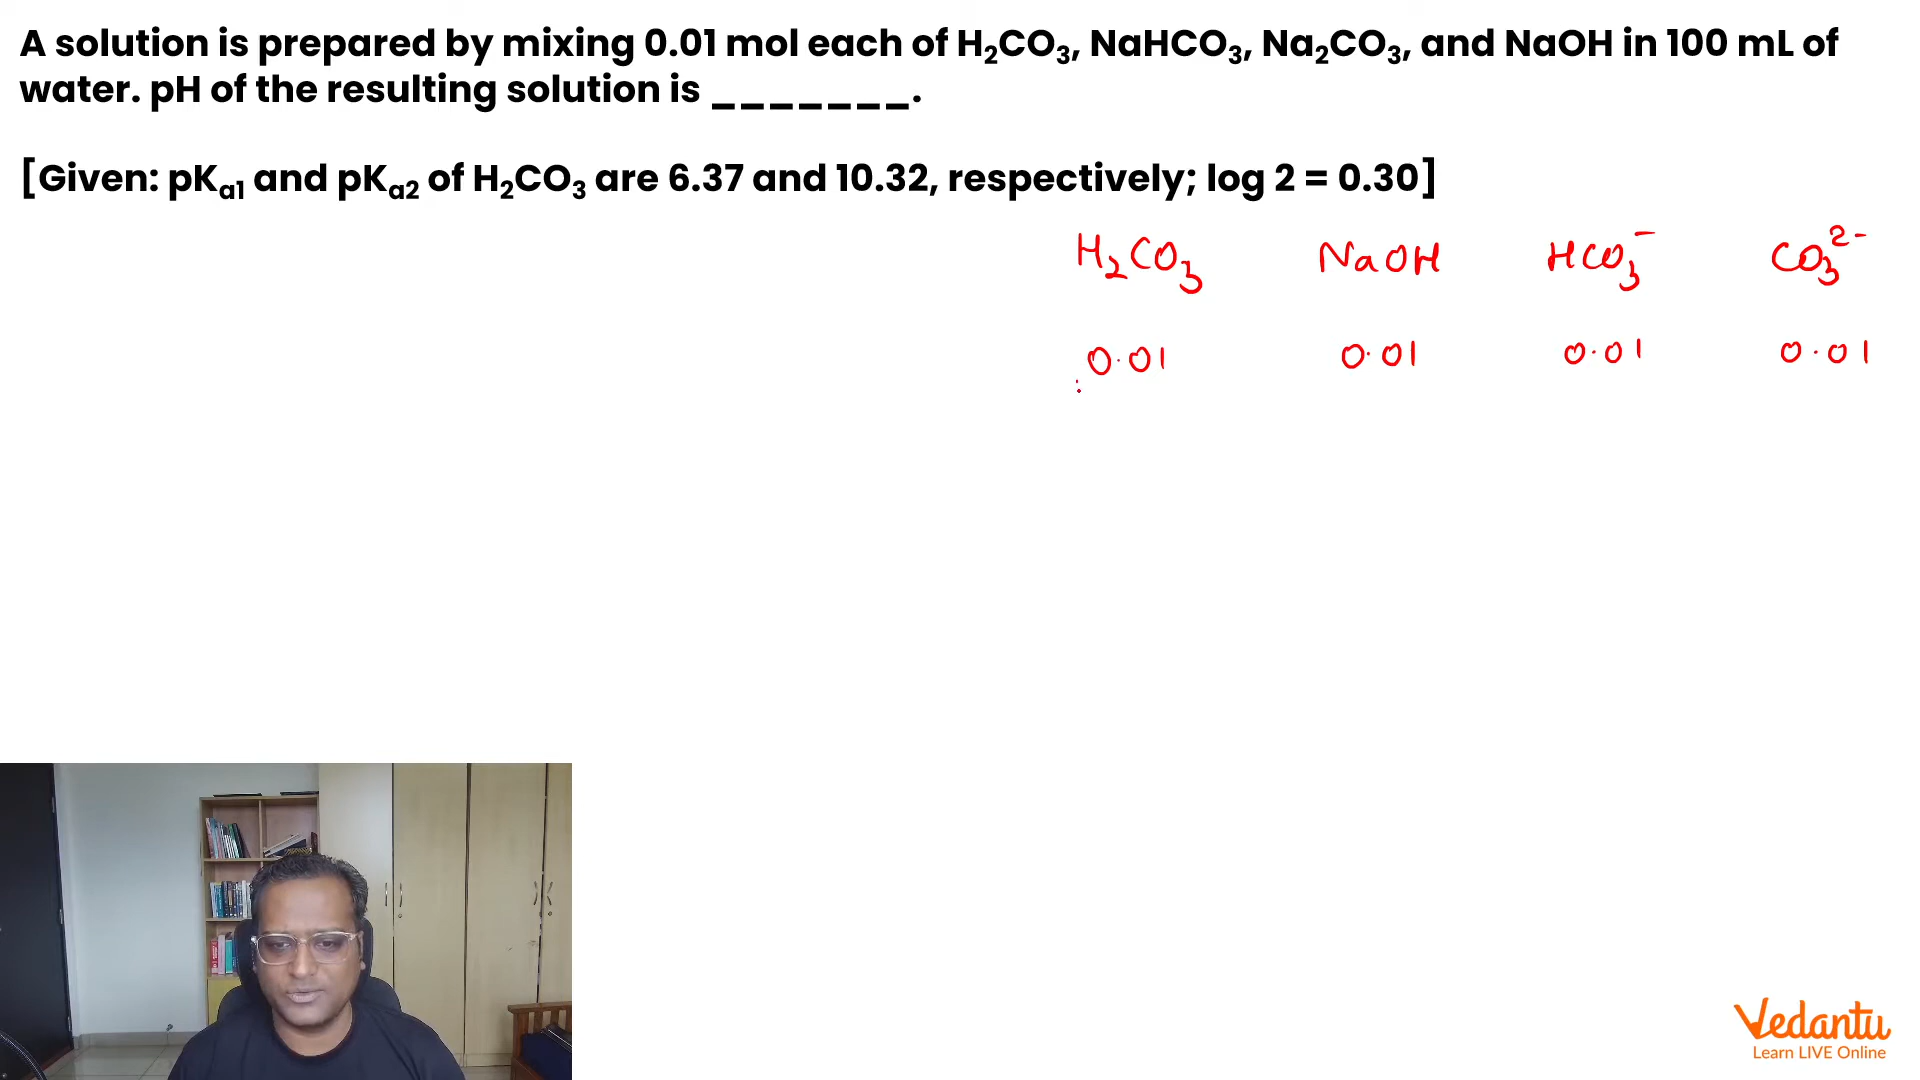 A solution is prepared by mixing 0.01 mol each of H₂CO₃, NaHCO₃, Na₂CO₃, and NaOH in 100 mL of
water. pH of the resulting solution is _______.
[Given: pKₐ₁ and pKₐ₂ of H₂CO₃ are 6.37 and 10.32, respectively; log 2 = 0.30]
H₂CO₃ NaOH HCO₃⁻ CO₃²⁻
0.01 0.01 0.01 0.01
Vedantu
Learn LIVE Online